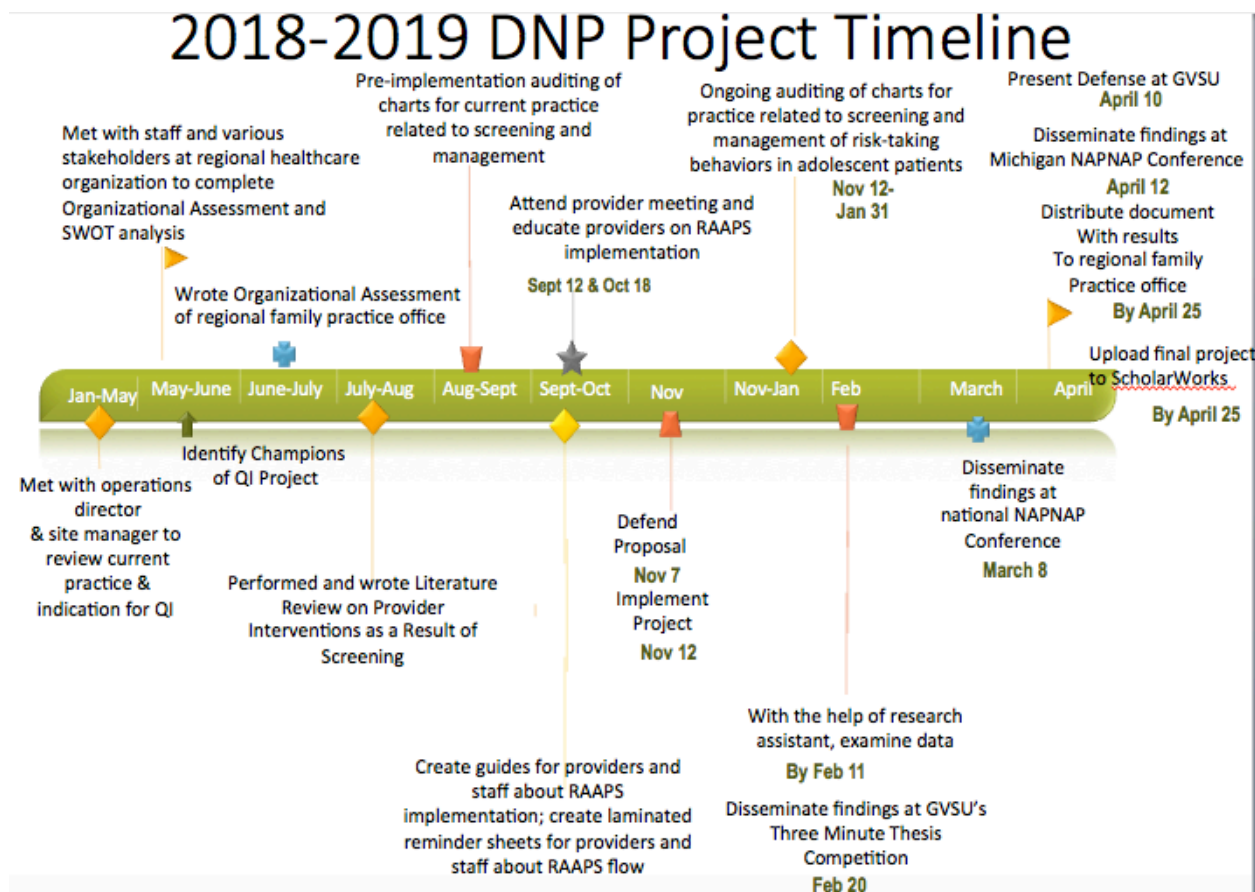 2018-2019 DNP Project Timeline
Met with staff and various
stakeholders at regional healthcare
organization to complete
Organizational Assessment and
SWOT analysis
Wrote Organizational Assessment
of regional family practice office
Pre-implementation auditing of
charts for current practice
related to screening and
management
Attend provider meeting and
educate providers on RAAPS
implementation
Sept 12 & Oct 18
Ongoing auditing of charts for
practice related to screening and
management of risk-taking
behaviors in adolescent patients
Nov 12-
Jan 31
Present Defense at GVSU
April 10
Disseminate findings at
Michigan NAPNAP Conference
April 12
Distribute document
With results
To regional family
Practice office
By April 25
Upload final project
to ScholarWorks
By April 25
Jan-May
May-June
June-July
July-Aug
Aug-Sept
Sept-Oct
Nov
Nov-Jan
Feb
March
April
Met with operations
director
& site manager to
review current
practice &
indication for QI
Identify Champions
of QI Project
Performed and wrote Literature
Review on Provider
Interventions as a Result of
Screening
Create guides for providers and
staff about RAAPS
implementation; create laminated
reminder sheets for providers and
staff about RAAPS flow
Defend
Proposal
Nov 7
Implement
Project
Nov 12
With the help of research
assistant, examine data
By Feb 11
Disseminate findings at GVSU's
Three Minute Thesis
Competition
Feb 20
Disseminate
findings at
national NAPNAP
Conference
March 8